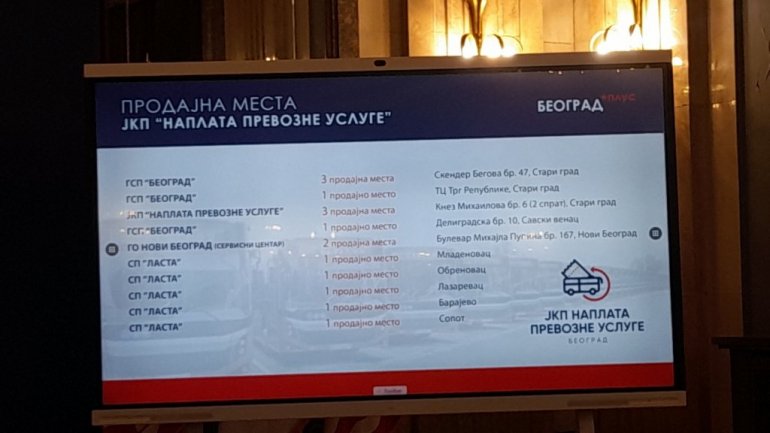 ПРОДАЈНА МЕСТА
ЈКП "НАПЛАТА ПРЕВОЗНЕ УСЛУГЕ"
БЕОГРАД плус
ГСП "БЕОГРАД" 3 продајна места Скендер Бегова бр. 47, Стари град
ГСП "БЕОГРАД" 1 продајно место ТЦ Трг Републике, Стари град
ЈКП "НАПЛАТА ПРЕВОЗНЕ УСЛУГЕ" 3 продајна места Кнез Михаилова бр. 6 (2 спрат), Стари град
ГСП "БЕОГРАД" 1 продајно место Делиградска бр. 10, Савски венац
ГО НОВИ БЕОГРАД (СЕРВИСНИ ЦЕНТАР) 2 продајна места Булевар Михајла Пупина бр. 167, Нови Београд
СП "ЛАСТА" 1 продајно место Младеновац
СП "ЛАСТА" 1 продајно место Обреновац
СП "ЛАСТА" 1 продајно место Лазаревац
СП "ЛАСТА" 1 продајно место Барајево
СП "ЛАСТА" 1 продајно место Сопот
ЈКП НАПЛАТА
ПРЕВОЗНЕ УСЛУГЕ
БЕОГРАД